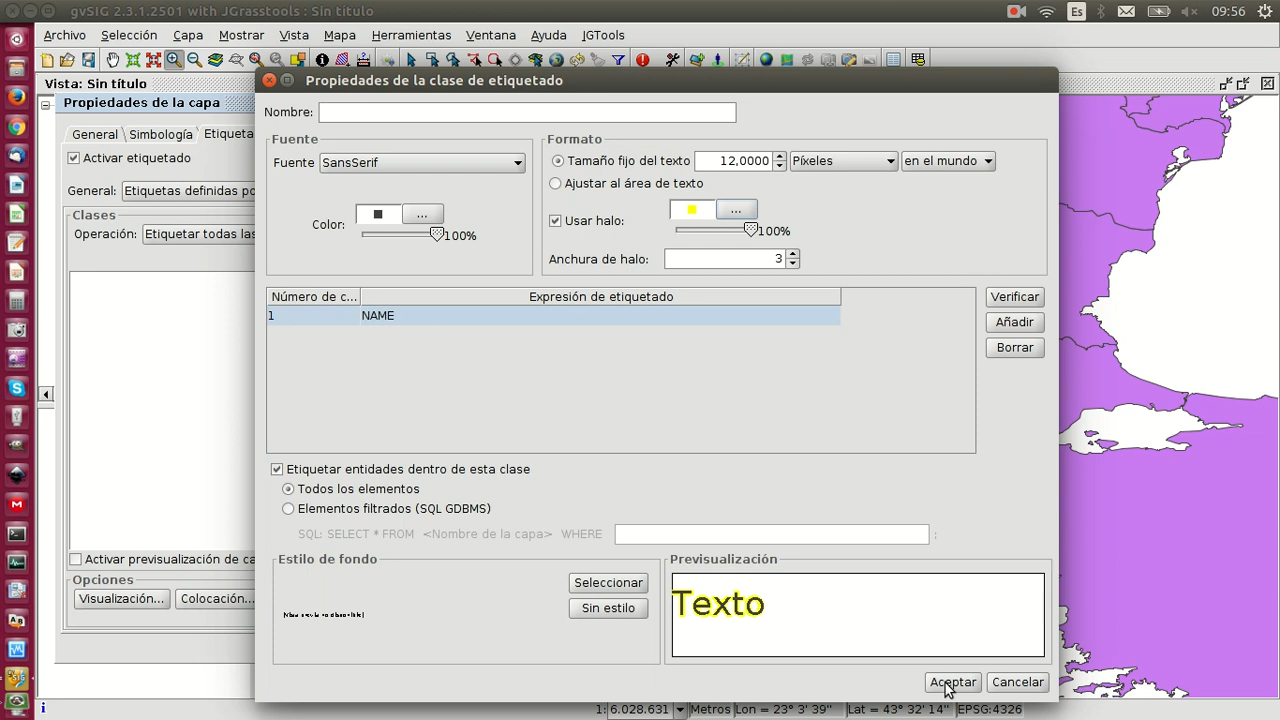 gvSIG 2.3.1.2501 with JGrasstools : Sin título
Es
09:56
Archivo Selección Capa Mostrar Vista Mapa Herramientas Ventana Ayuda JGTools
Vista: Sin título
Propiedades de la capa
General Simbología Etiqueta
Activar etiquetado
General: Etiquetas definidas po
Clases
Operación: Etiquetar todas las
Activar previsualización de ca
Opciones
Visualización... Colocación...
Propiedades de la clase de etiquetado
Nombre:
Fuente
Fuente SansSerif
Color: ... 100%
Formato
Tamaño fijo del texto 12,0000 Píxeles en el mundo
Ajustar al área de texto
Usar halo: ... 100%
Anchura de halo: 3
Número de c... Expresión de etiquetado
1 NAME
Verificar
Añadir
Borrar
Etiquetar entidades dentro de esta clase
Todos los elementos
Elementos filtrados (SQL GDBMS)
SQL: SELECT * FROM <Nombre de la capa> WHERE ;
Estilo de fondo
Seleccionar
Sin estilo
Previsualización
Texto
Aceptar Cancelar
1: 6.028.631 Metros Lon = 23° 3' 39" Lat = 43° 32' 14" EPSG:4326